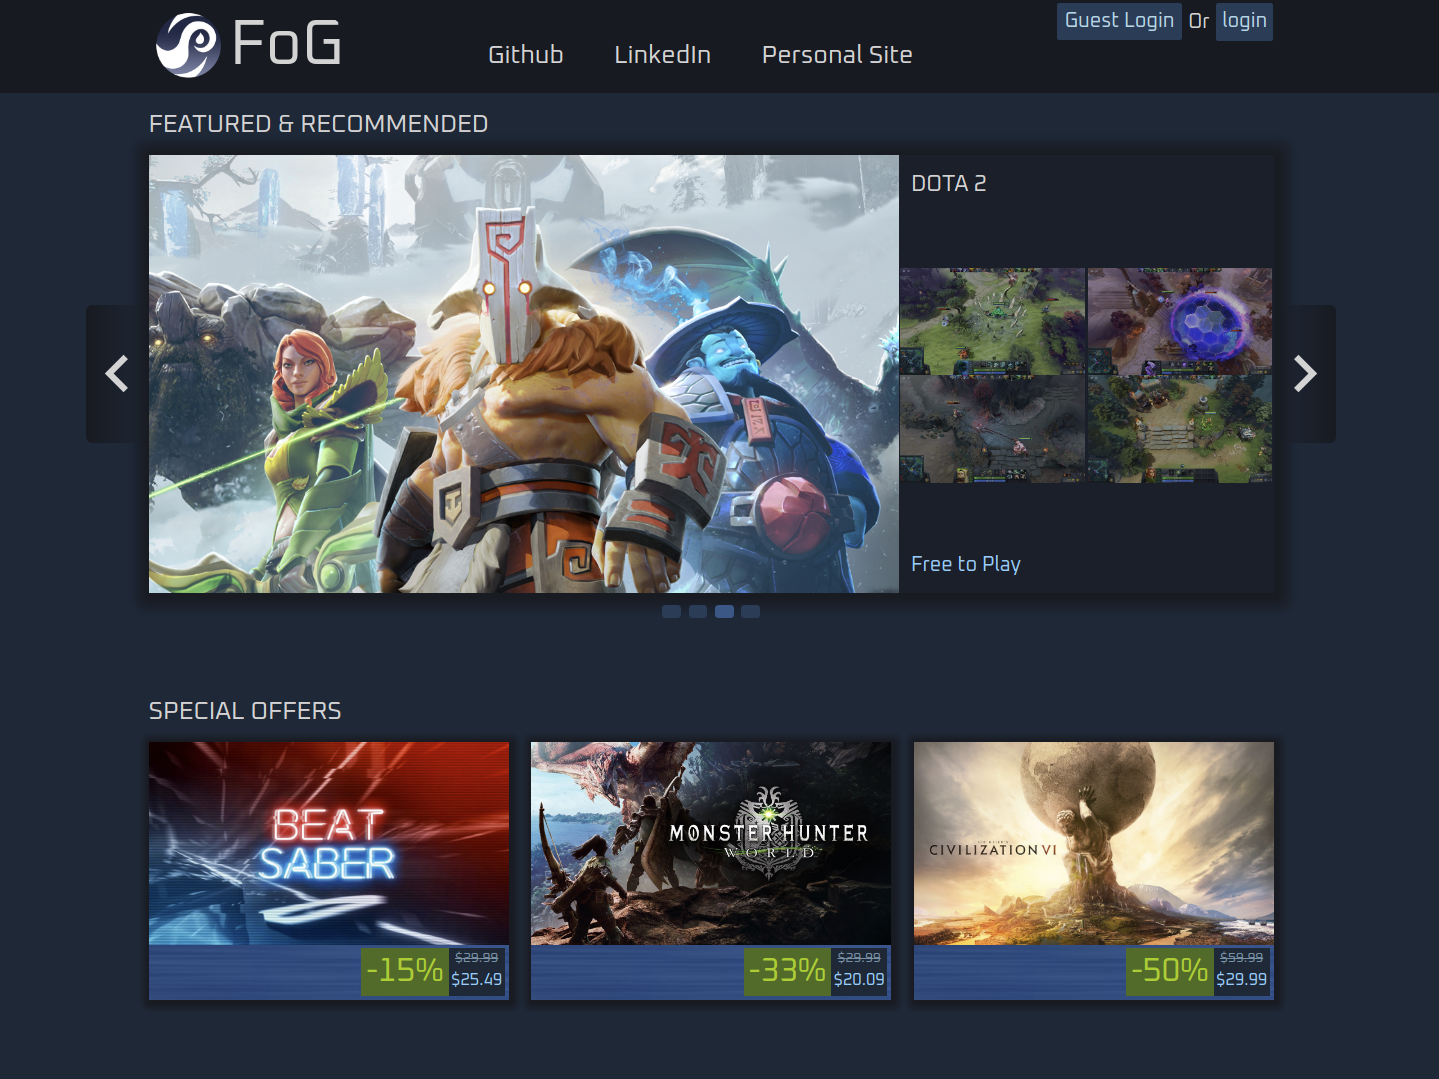 FoG
Github LinkedIn Personal Site
Guest Login Or login
FEATURED & RECOMMENDED
DOTA 2
Free to Play
SPECIAL OFFERS
BEAT
SABER
-15%
$29.99
$25.49
MONSTER HUNTER
WORLD
-33%
$29.99
$20.09
CIVILIZATION VI
-50%
$59.99
$29.99